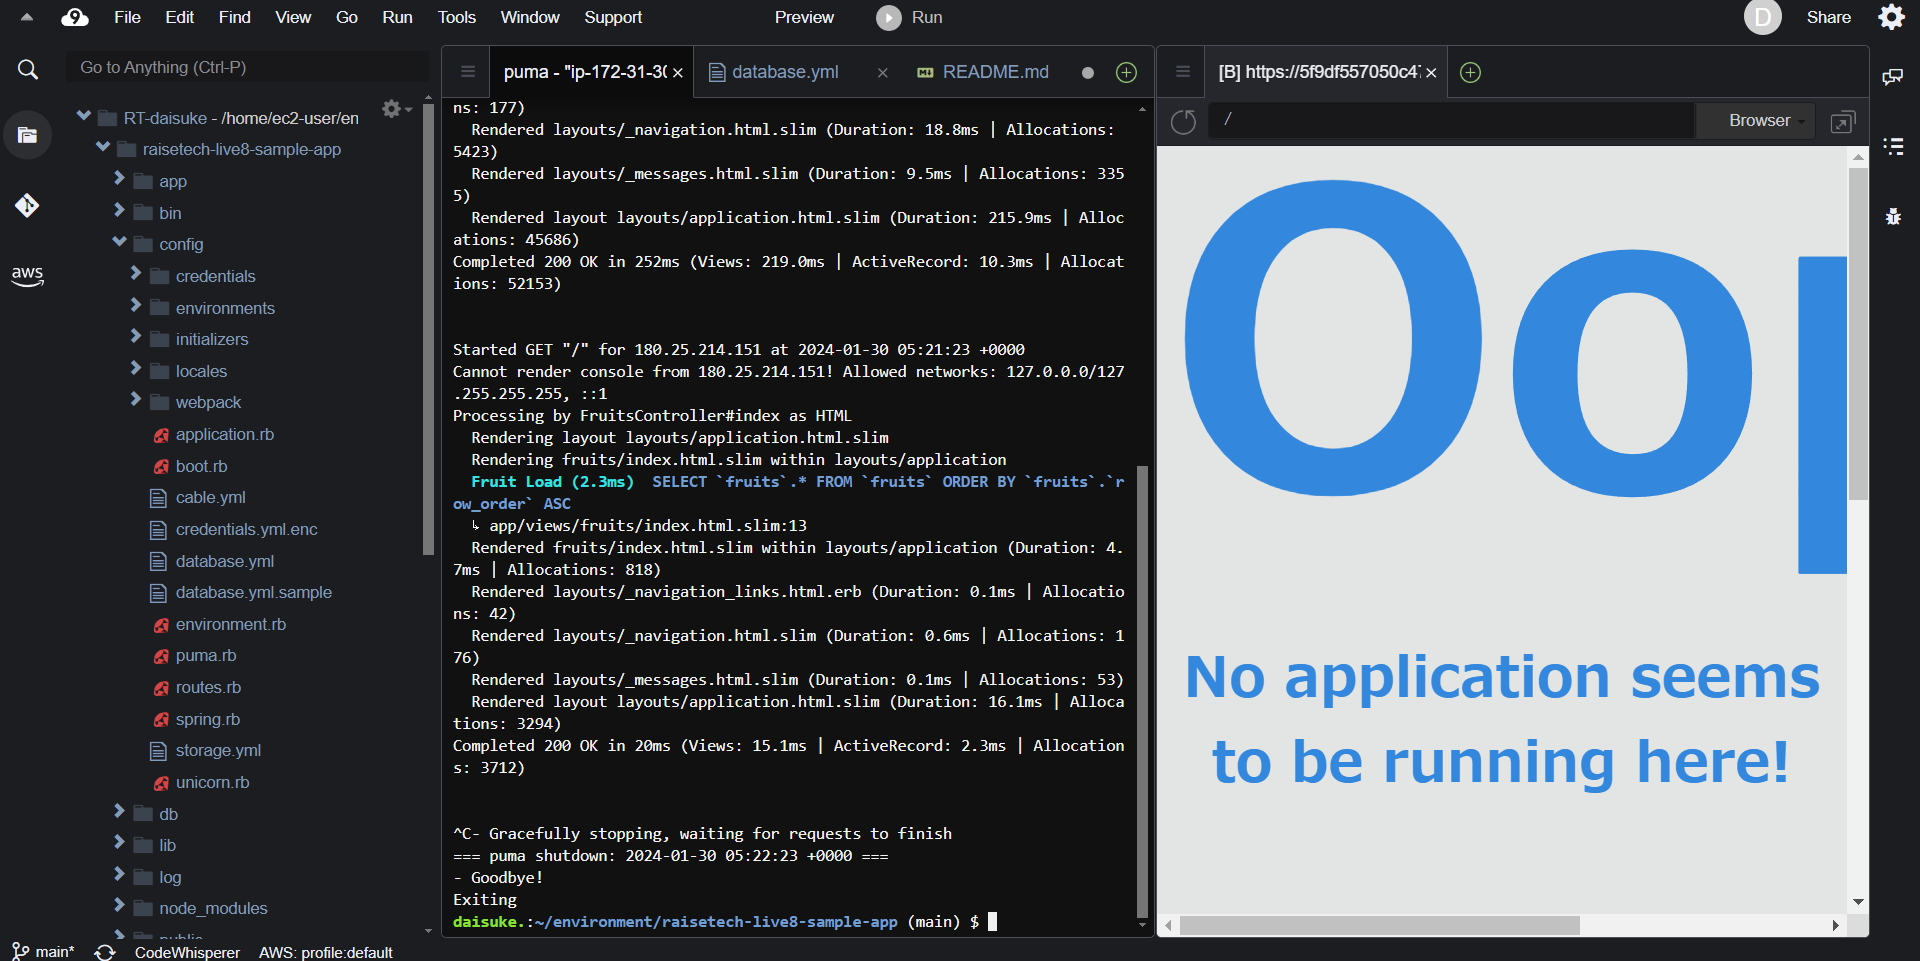 File Edit Find View Go Run Tools Window Support Preview Run D Share
Go to Anything (Ctrl-P)
RT-daisuke - /home/ec2-user/en
raisetech-live8-sample-app
app
bin
config
credentials
environments
initializers
locales
webpack
application.rb
boot.rb
cable.yml
credentials.yml.enc
database.yml
database.yml.sample
environment.rb
puma.rb
routes.rb
spring.rb
storage.yml
unicorn.rb
db
lib
log
node_modules
aws
puma - "ip-172-31-3 database.yml README.md
ns: 177)
Rendered layouts/_navigation.html.slim (Duration: 18.8ms | Allocations:
5423)
Rendered layouts/_messages.html.slim (Duration: 9.5ms | Allocations: 335
5)
Rendered layout layouts/application.html.slim (Duration: 215.9ms | Alloc
ations: 45686)
Completed 200 OK in 252ms (Views: 219.0ms | ActiveRecord: 10.3ms | Allocat
ions: 52153)
Started GET "/" for 180.25.214.151 at 2024-01-30 05:21:23 +0000
Cannot render console from 180.25.214.151! Allowed networks: 127.0.0.0/127
.255.255.255, ::1
Processing by FruitsController#index as HTML
Rendering layout layouts/application.html.slim
Rendering fruits/index.html.slim within layouts/application
Fruit Load (2.3ms) SELECT `fruits`.* FROM `fruits` ORDER BY `fruits`.`r
ow_order` ASC
↳ app/views/fruits/index.html.slim:13
Rendered fruits/index.html.slim within layouts/application (Duration: 4.
7ms | Allocations: 818)
Rendered layouts/_navigation_links.html.erb (Duration: 0.1ms | Allocatio
ns: 42)
Rendered layouts/_navigation.html.slim (Duration: 0.6ms | Allocations: 1
76)
Rendered layouts/_messages.html.slim (Duration: 0.1ms | Allocations: 53)
Rendered layout layouts/application.html.slim (Duration: 16.1ms | Alloca
tions: 3294)
Completed 200 OK in 20ms (Views: 15.1ms | ActiveRecord: 2.3ms | Allocation
s: 3712)
^C- Gracefully stopping, waiting for requests to finish
=== puma shutdown: 2024-01-30 05:22:23 +0000 ===
- Goodbye!
Exiting
daisuke.:~/environment/raisetech-live8-sample-app (main) $
[B] https://5f9df557050c4
/ Browser
Oop
No application seems
to be running here!
main* CodeWhisperer AWS: profile:default